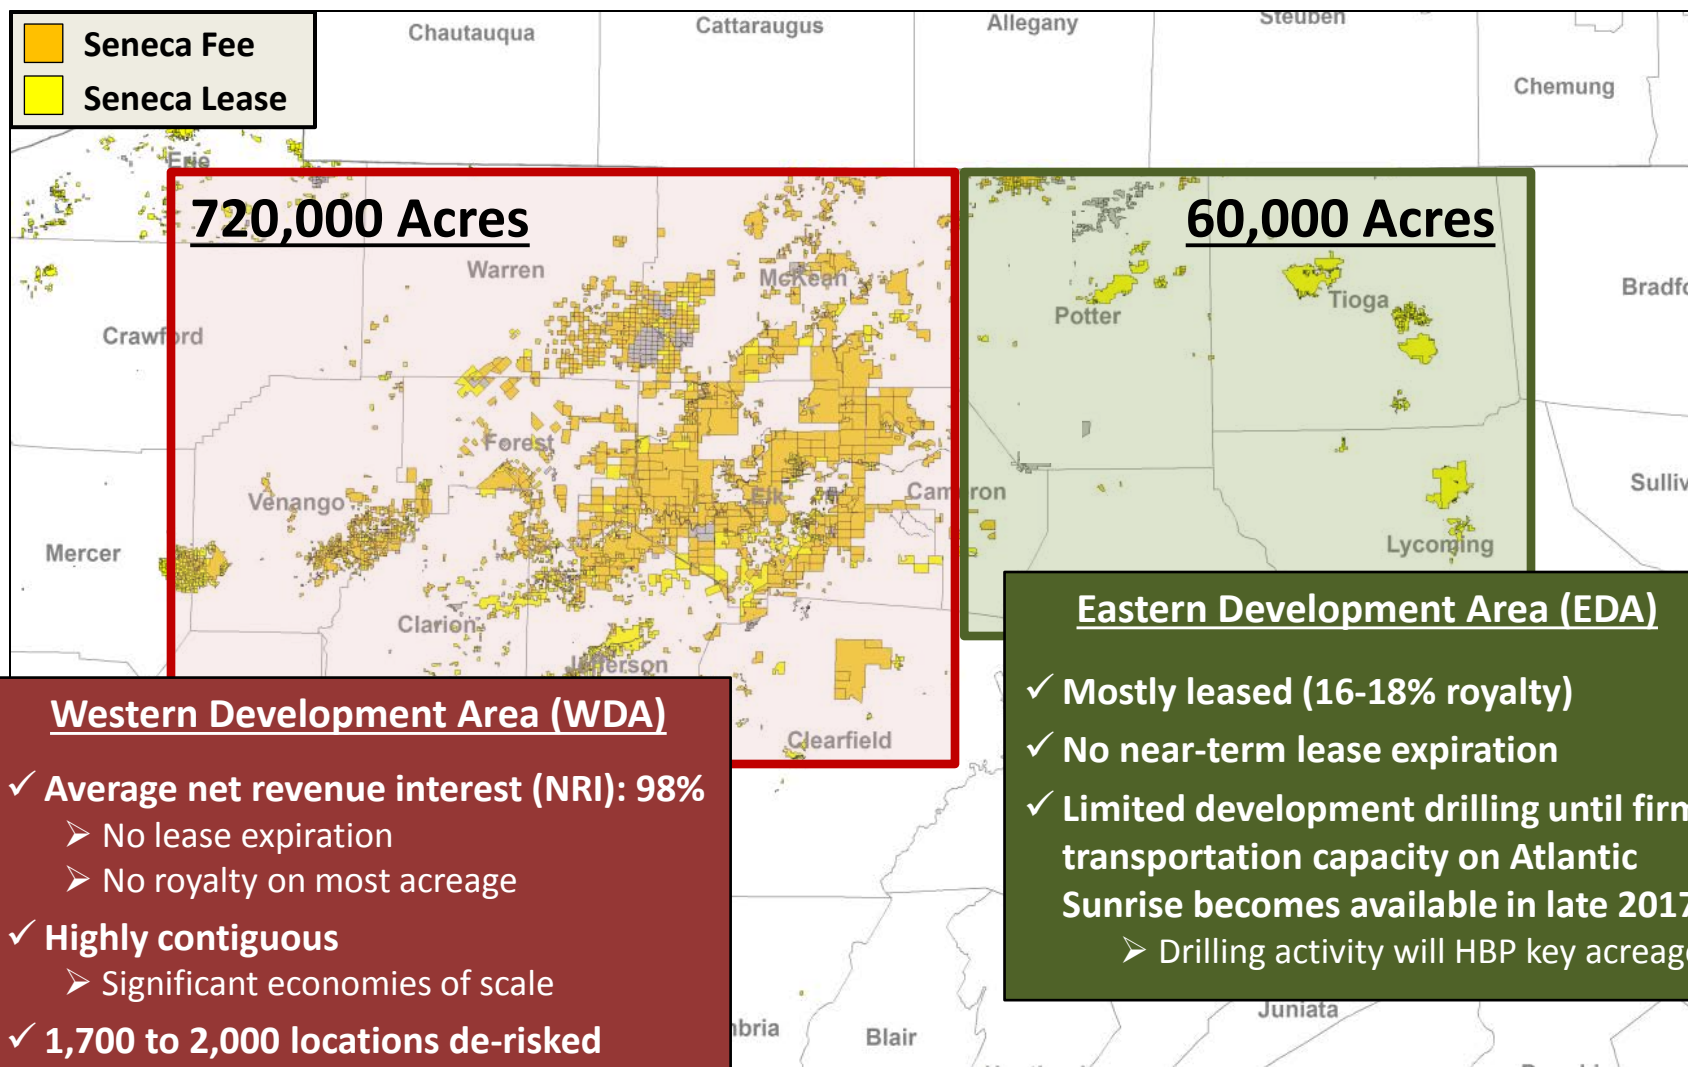 Seneca Fee
Seneca Lease
Chautauqua
Cattaraugus
Allegany
Steuben
Chemung
Erie
720,000 Acres
60,000 Acres
Warren
McKean
Potter
Tioga
Crawford
Forest
Venango
Elk
Cameron
Mercer
Lycoming
Clarion
Jefferson
Clearfield
Western Development Area (WDA)
✓ Average net revenue interest (NRI): 98%
➢ No lease expiration
➢ No royalty on most acreage
✓ Highly contiguous
➢ Significant economies of scale
✓ 1,700 to 2,000 locations de-risked
Eastern Development Area (EDA)
✓ Mostly leased (16-18% royalty)
✓ No near-term lease expiration
✓ Limited development drilling until firm
transportation capacity on Atlantic
Sunrise becomes available in late 2017
➢ Drilling activity will HBP key acreage
Blair
Juniata